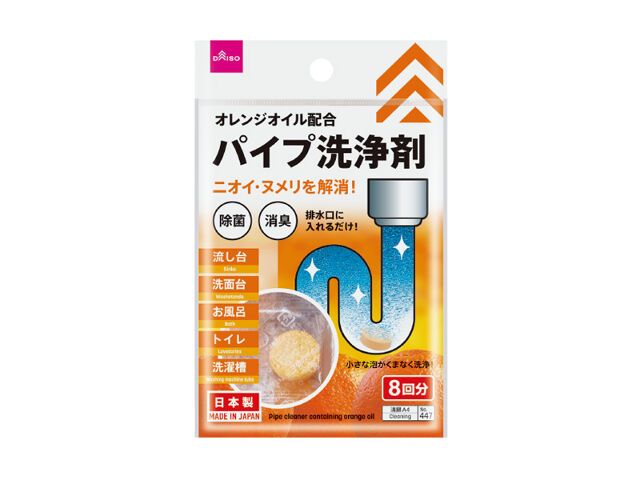 DAISO
オレンジオイル配合
パイプ洗浄剤
ニオイ・ヌメリを解消!
除菌
消臭
排水口に
入れるだけ!
流し台
Sinks
洗面台
Washstands
お風呂
Bath
トイレ
Lavatories
洗濯槽
Washing machine tubs
小さな泡がくまなく洗浄
日本製
MADE IN JAPAN
8回分
Pipe cleaner containing orange oil
清掃A4
Cleaning
No.
447